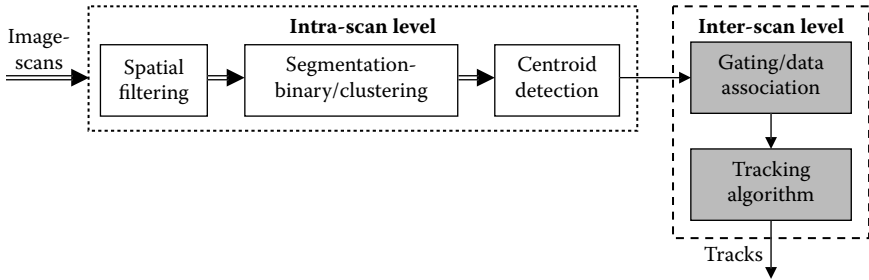 Image-
scans
Intra-scan level
Spatial
filtering
Segmentation-
binary/clustering
Centroid
detection
Inter-scan level
Gating/data
association
Tracking
algorithm
Tracks